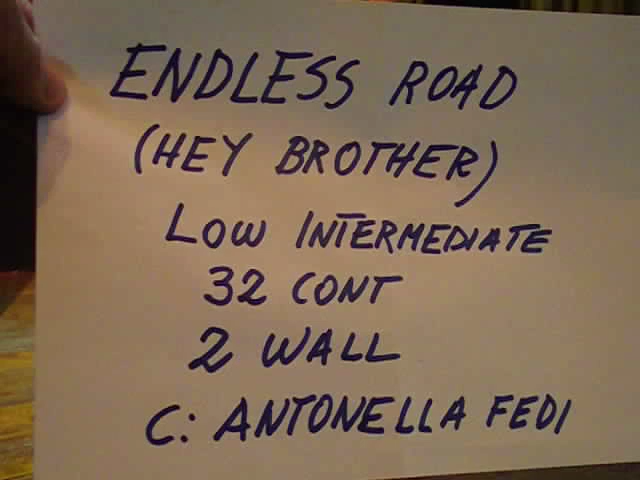 ENDLESS ROAD
(HEY BROTHER)
LOW INTERMEDIATE
32 CONT
2 WALL
C: ANTONELLA FEDI